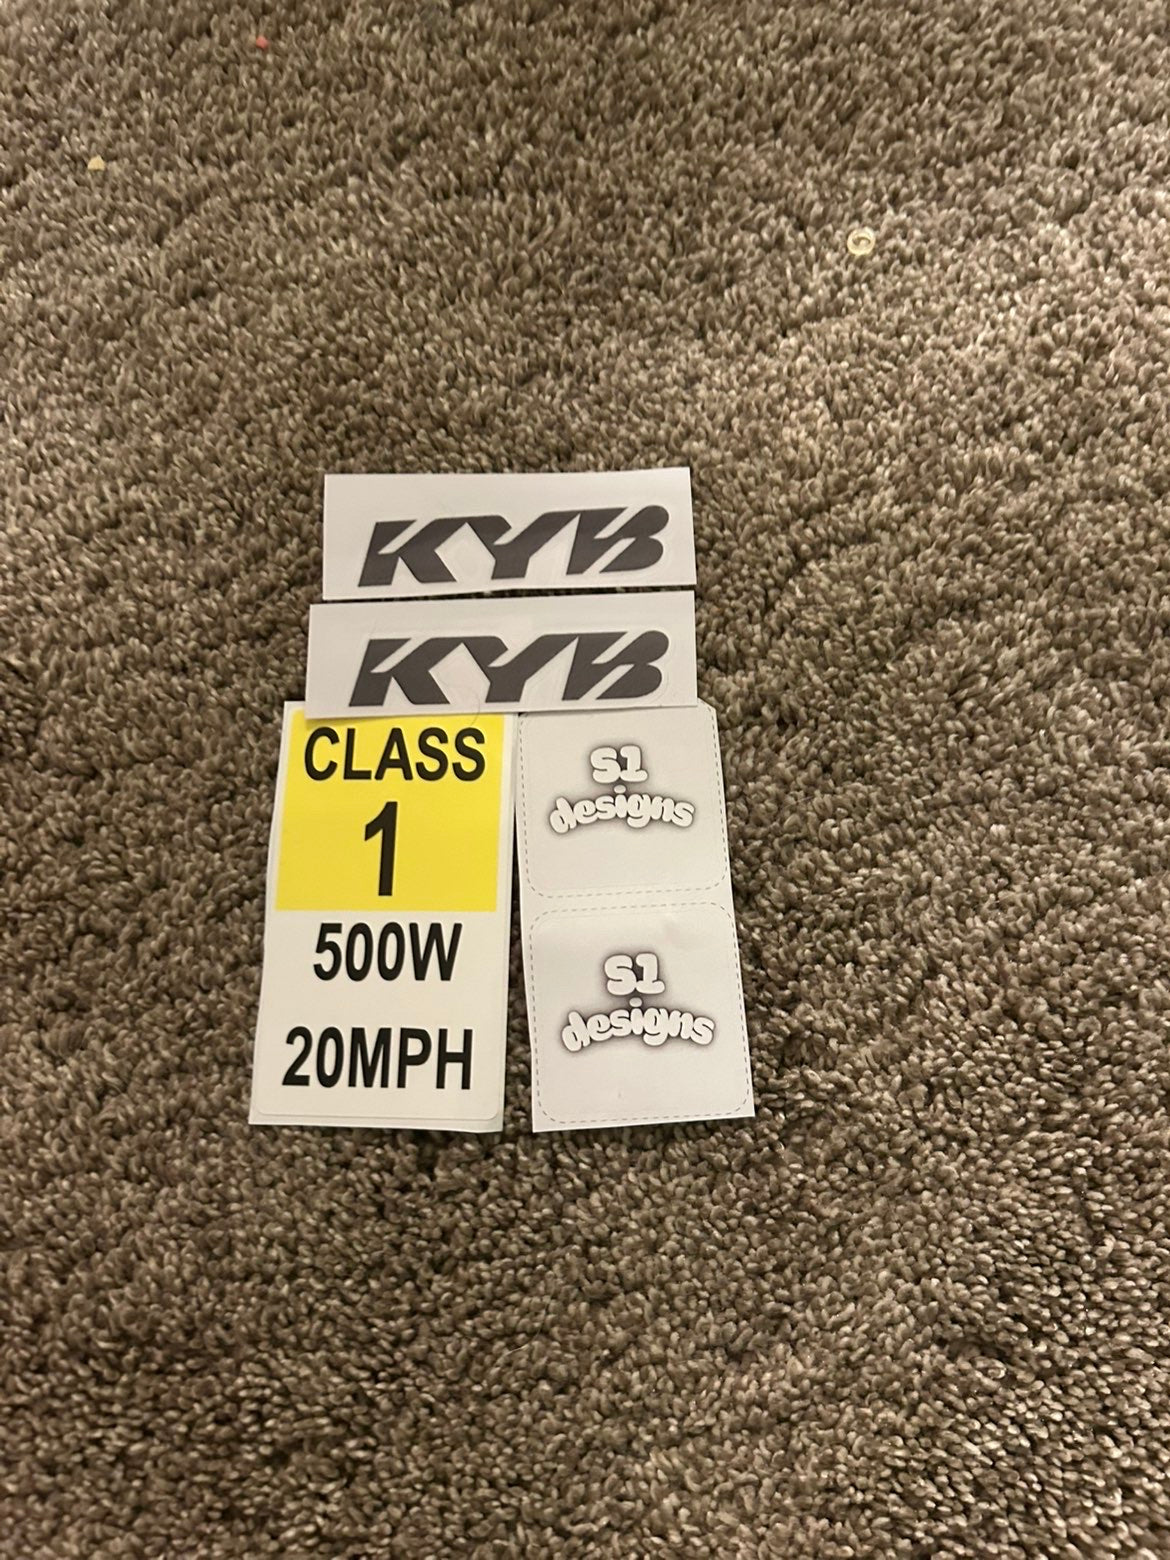 KYB
KYB
CLASS
1
500W
20MPH
S1
designs
S1
designs